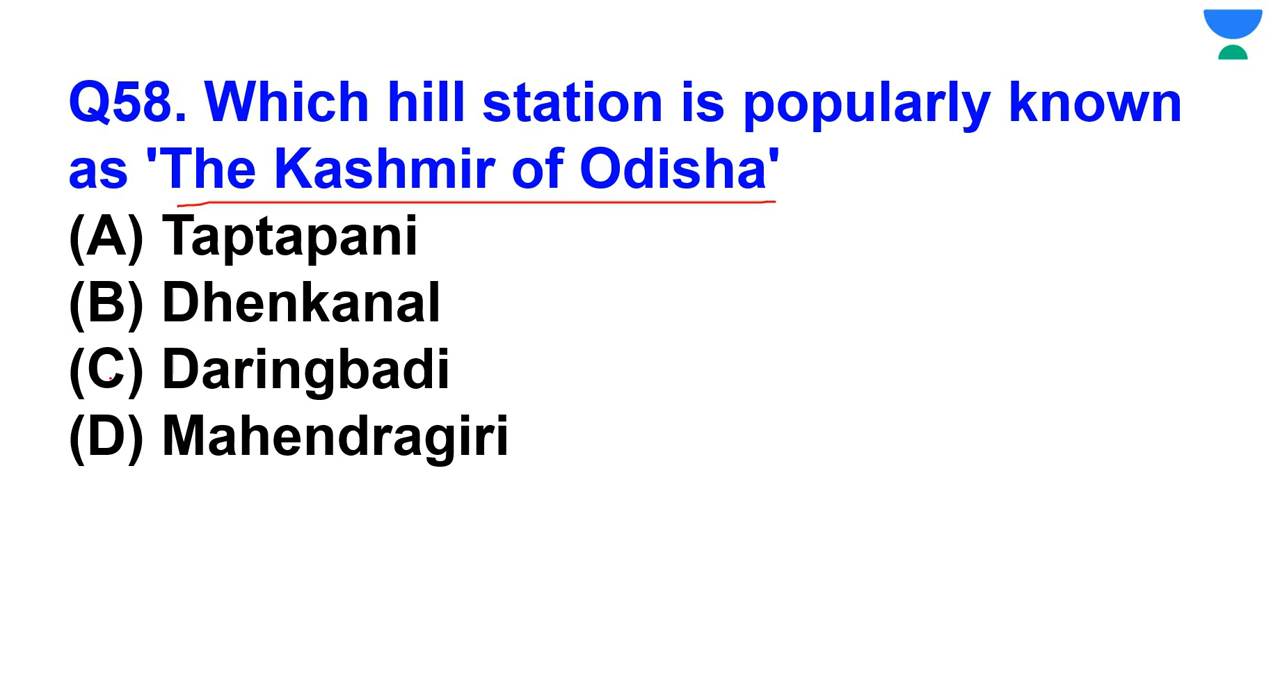 Q58. Which hill station is popularly known
as 'The Kashmir of Odisha'
(A) Taptapani
(B) Dhenkanal
(C) Daringbadi
(D) Mahendragiri